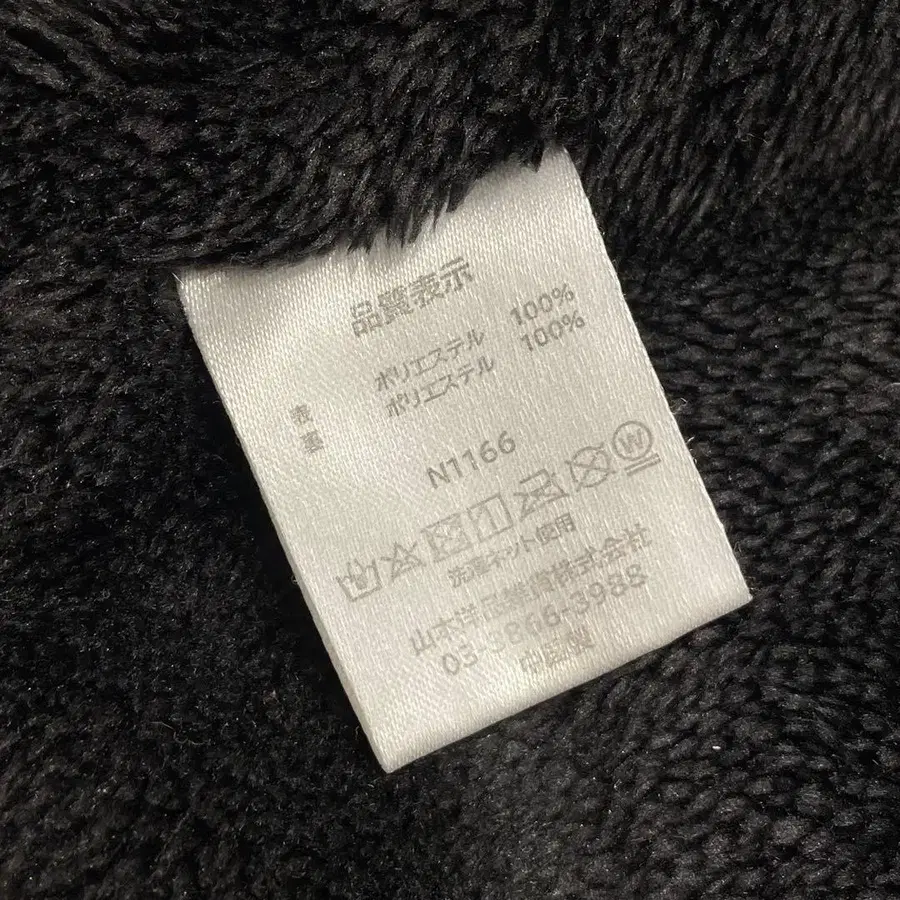 品質表示
表 ポリエステル 100%
裏 ポリエステル 100%
N1166
洗濯ネット使用
山本洋品雑貨株式会社
03-3866-3988
中国製